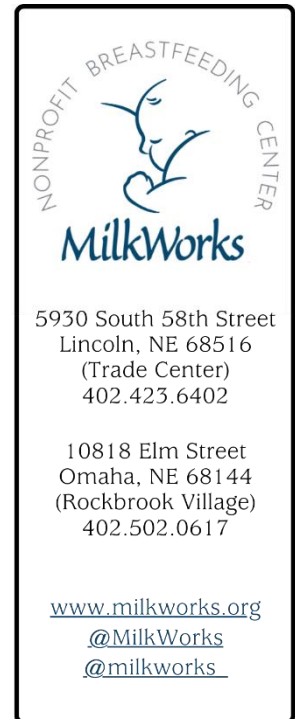 NONPROFIT BREASTFEEDING CENTER
MilkWorks
5930 South 58th Street
Lincoln, NE 68516
(Trade Center)
402.423.6402
10818 Elm Street
Omaha, NE 68144
(Rockbrook Village)
402.502.0617
www.milkworks.org
@MilkWorks
@milkworks_